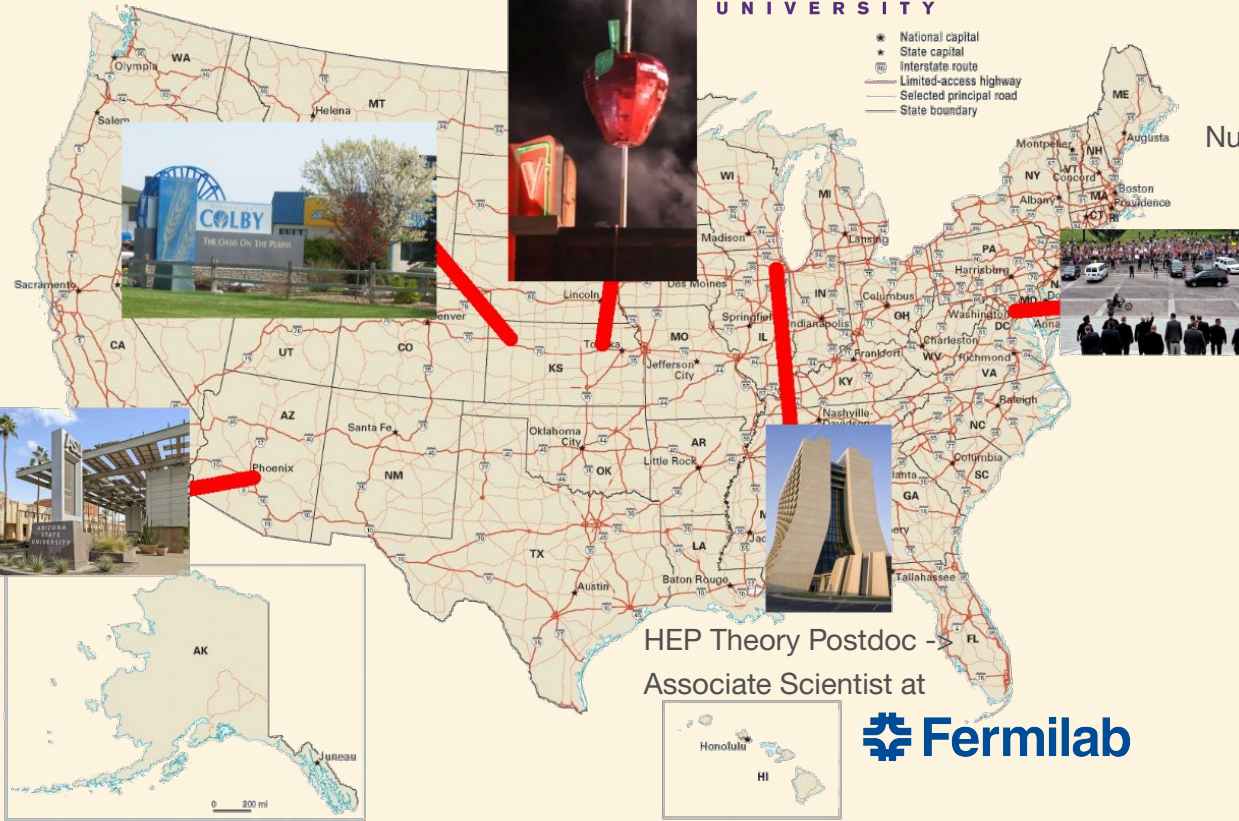 UNIVERSITY
National capital
State capital
Interstate route
Limited-access highway
Selected principal road
State boundary
WA
Olympia
Salem
Helena
MT
COLBY
THE OASIS ON THE PLAINS
V
WI
MI
Madison
Lansing
ME
Augusta
Montpelier
NH
VT
NY
Concord
Albany
MA
Boston
Providence
CT
RI
Nu
PA
Harrisburg
Sacramento
CA
UT
CO
Lincoln
Des Moines
KS
MO
Jefferson
City
Springfiel
IL
IN
Indianapolis
Columbus
OH
Frankfort
KY
Charleston
WV
Richmond
VA
Washington
DC
MD
Nashville-
Davidson
Raleigh
NC
Columbia
SC
lanta
GA
AZ
Phoenix
Santa Fe
NM
Oklahoma
City
OK
AR
Little Rock
TX
Austin
LA
Baton Rouge
Tallahassee
FL
ARIZONA
STATE
UNIVERSITY
AK
Juneau
0 200 mi
HEP Theory Postdoc ->
Associate Scientist at
Fermilab
Honolulu
HI